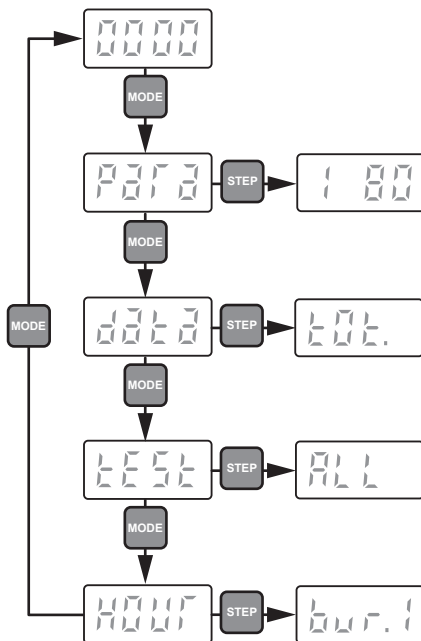 0000
MODE
PArA STEP 1 80
MODE
MODE
dAtA STEP tOt.
MODE
tESt STEP ALL
MODE
HOUr STEP bur.1